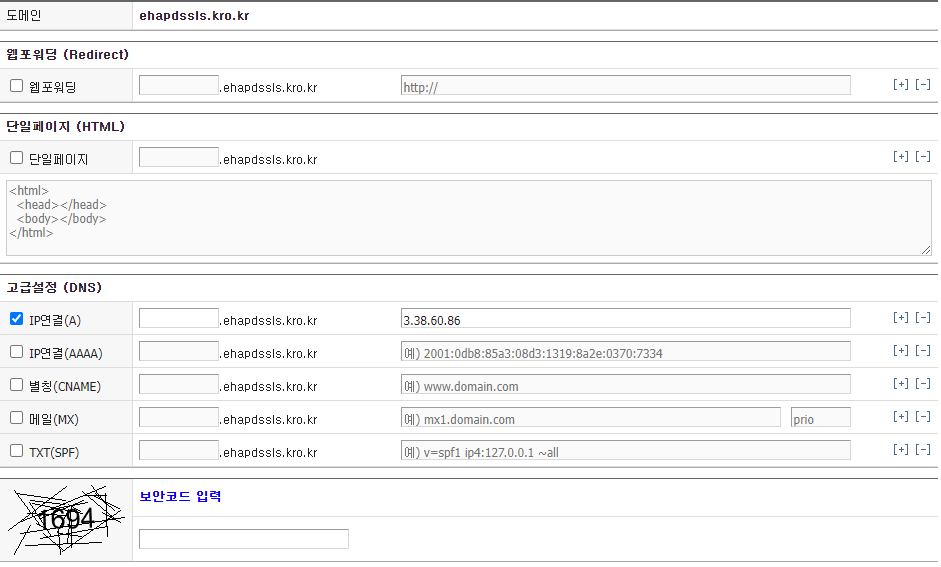 도메인 ehapdssls.kro.kr
웹포워딩 (Redirect)
웹포워딩 .ehapdssls.kro.kr http:// [+] [-]
단일페이지 (HTML)
단일페이지 .ehapdssls.kro.kr [+] [-]
<html>
<head></head>
<body></body>
</html>
고급설정 (DNS)
IP연결(A) .ehapdssls.kro.kr 3.38.60.86 [+] [-]
IP연결(AAAA) .ehapdssls.kro.kr 예) 2001:0db8:85a3:08d3:1319:8a2e:0370:7334 [+] [-]
별칭(CNAME) .ehapdssls.kro.kr 예) www.domain.com [+] [-]
메일(MX) .ehapdssls.kro.kr 예) mx1.domain.com prio [+] [-]
TXT(SPF) .ehapdssls.kro.kr 예) v=spf1 ip4:127.0.0.1 ~all [+] [-]
보안코드 입력
1694